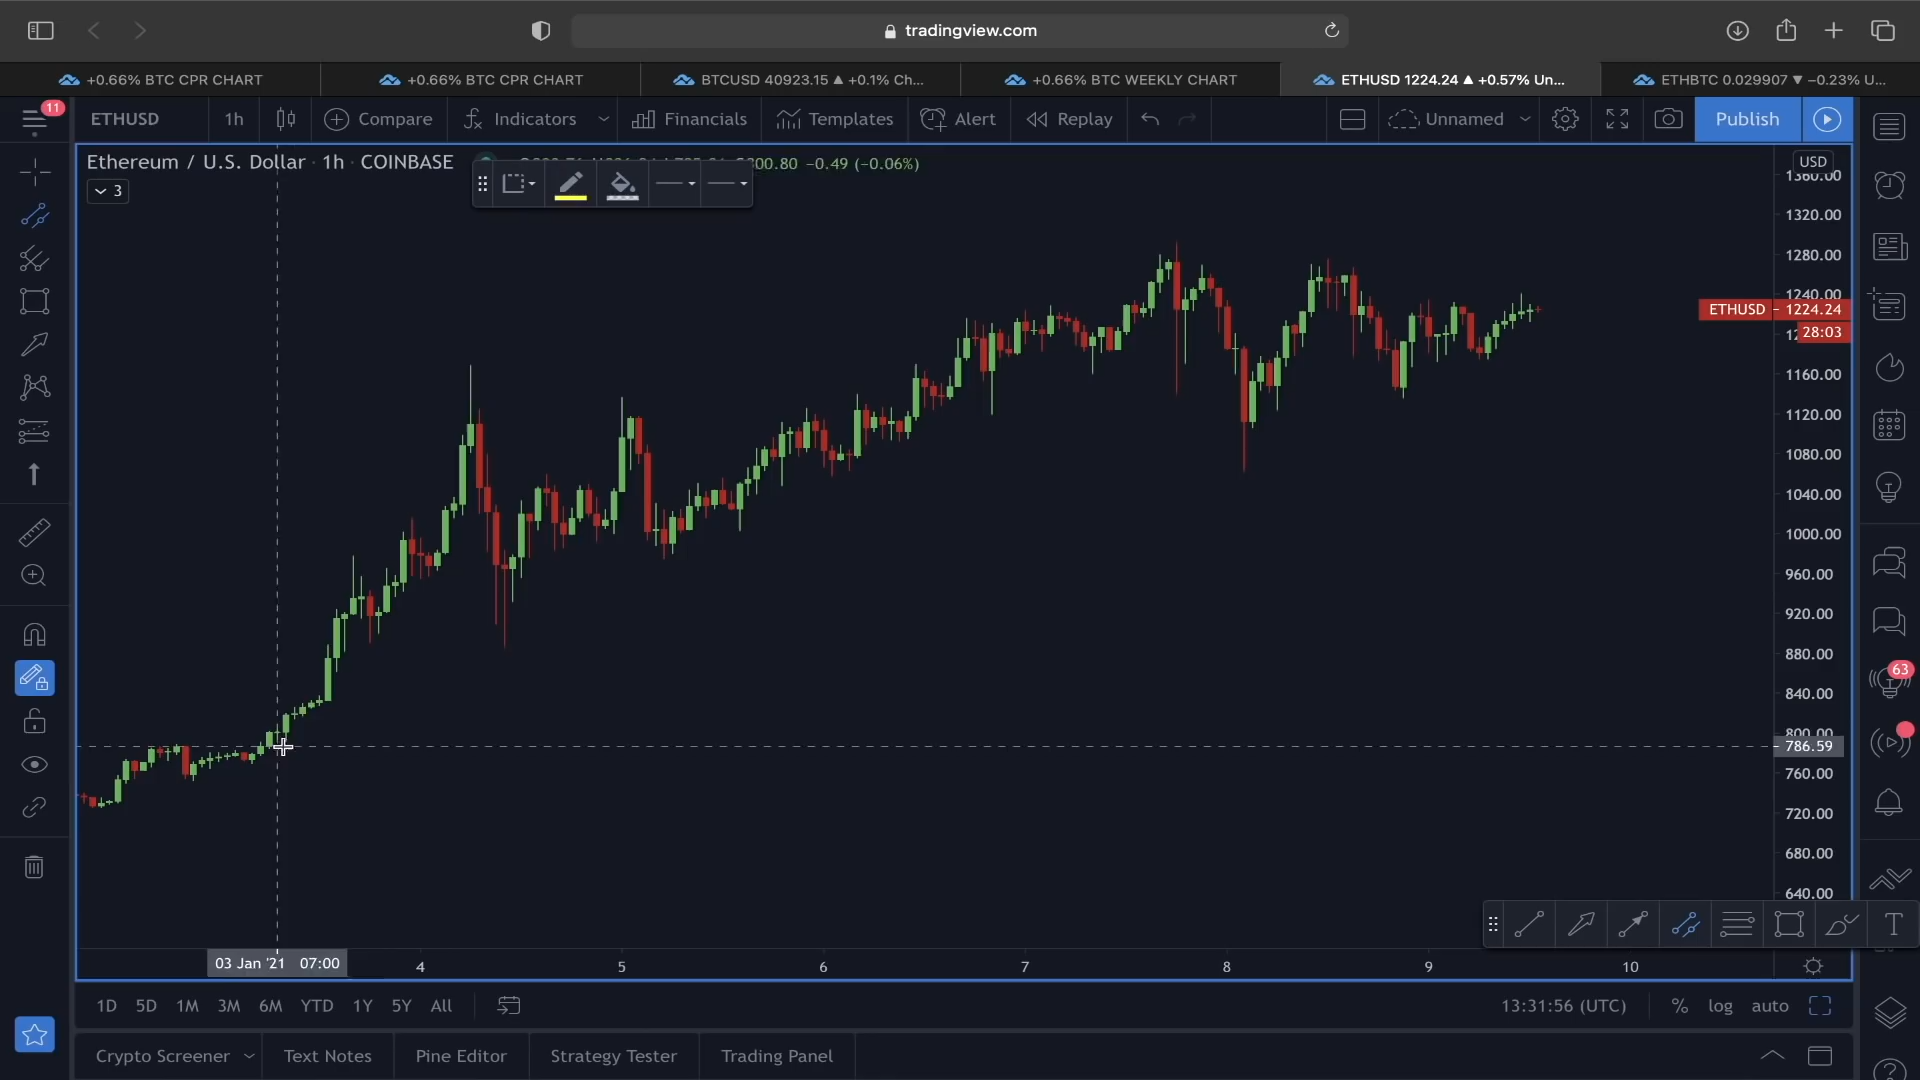 tradingview.com
+0.66% BTC CPR CHART
+0.66% BTC CPR CHART
BTCUSD 40923.15 ▲ +0.1% Ch...
+0.66% BTC WEEKLY CHART
ETHUSD 1224.24 ▲ +0.57% Un...
ETHBTC 0.029907 ▼ −0.23% U...
11
ETHUSD
1h
Compare
Indicators
Financials
Templates
Alert
Replay
Unnamed
Publish
Ethereum / U.S. Dollar · 1h · COINBASE
−0.49 (−0.06%)
3
USD
1360.00
1320.00
1280.00
1240.00
ETHUSD 1224.24
28:03
1160.00
1120.00
1080.00
1040.00
1000.00
960.00
920.00
880.00
840.00
800.00
786.59
760.00
720.00
680.00
640.00
63
T
03 Jan '21 07:00
4
5
6
7
8
9
10
1D 5D 1M 3M 6M YTD 1Y 5Y All
13:31:56 (UTC)
% log auto
Crypto Screener
Text Notes
Pine Editor
Strategy Tester
Trading Panel